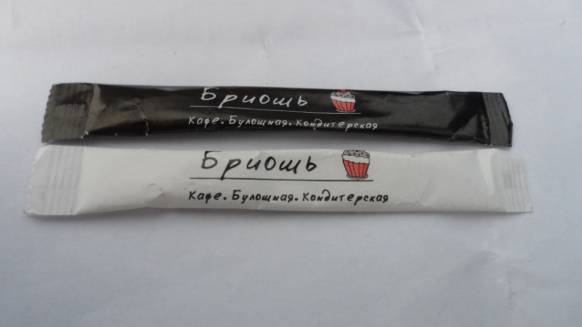 Бриошь
Кафе. Булошная. Кондитерская
Бриошь
Кафе. Булошная. Кондитерская